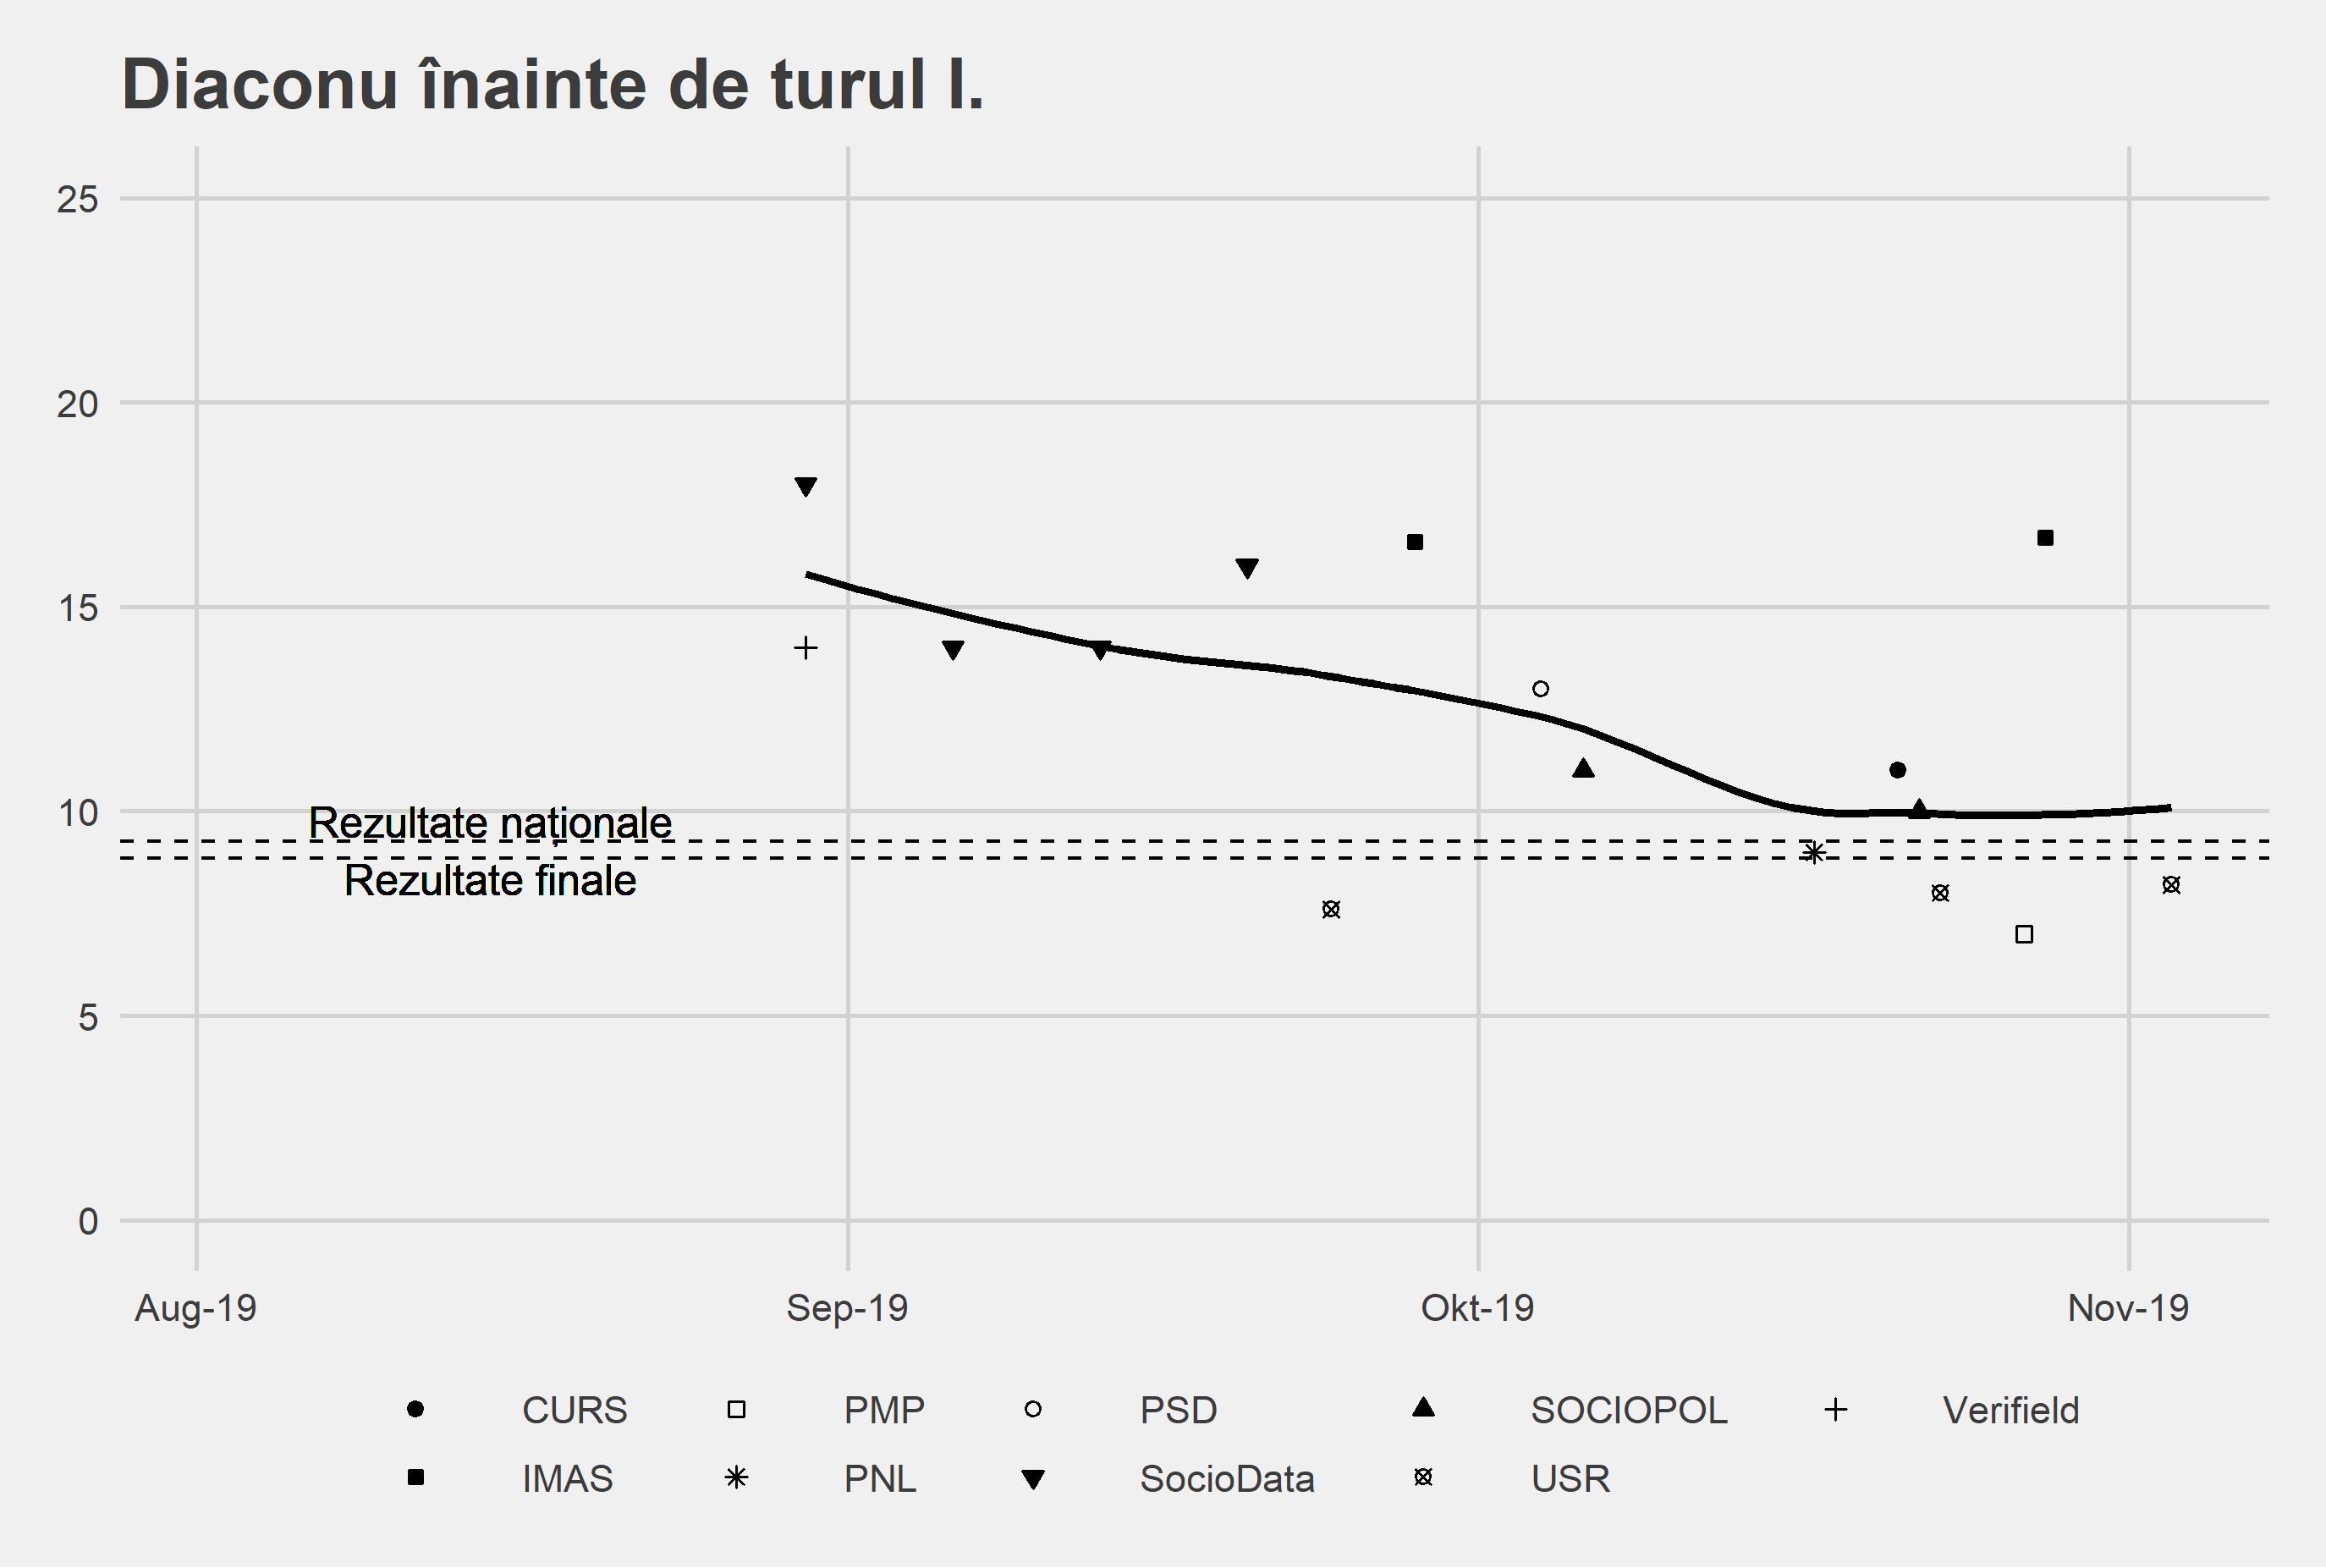 Diaconu înainte de turul I.
25
20
15
10
5
0
Rezultate naționale
Rezultate finale
Aug-19 Sep-19 Okt-19 Nov-19
CURS PMP PSD SOCIOPOL Verifield
IMAS PNL SocioData USR